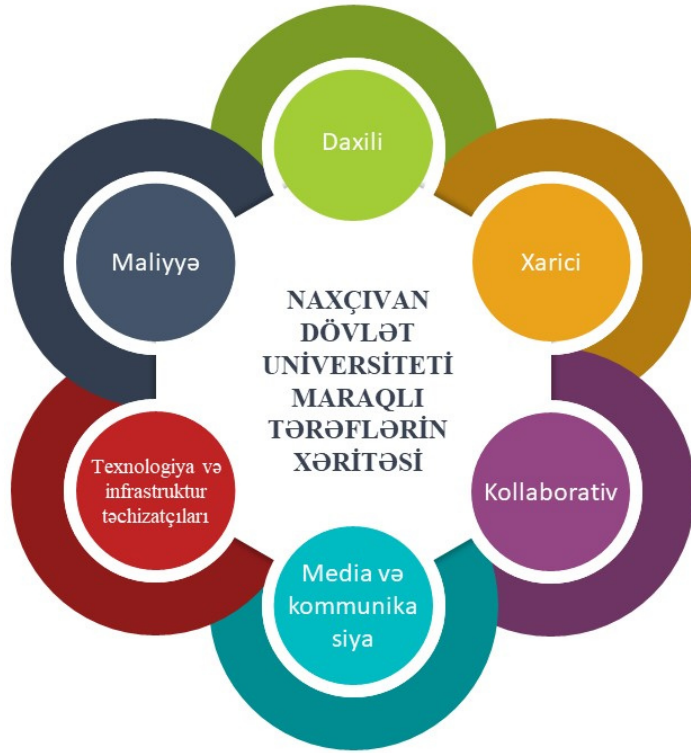 Daxili
Maliyyə
Xarici
NAXÇIVAN
DÖVLƏT
UNİVERSİTETİ
MARAQLI
TƏRƏFLƏRİN
XƏRİTƏSİ
Texnologiya və
infrastruktur
təchizatçıları
Kollaborativ
Media və
kommunika
siya